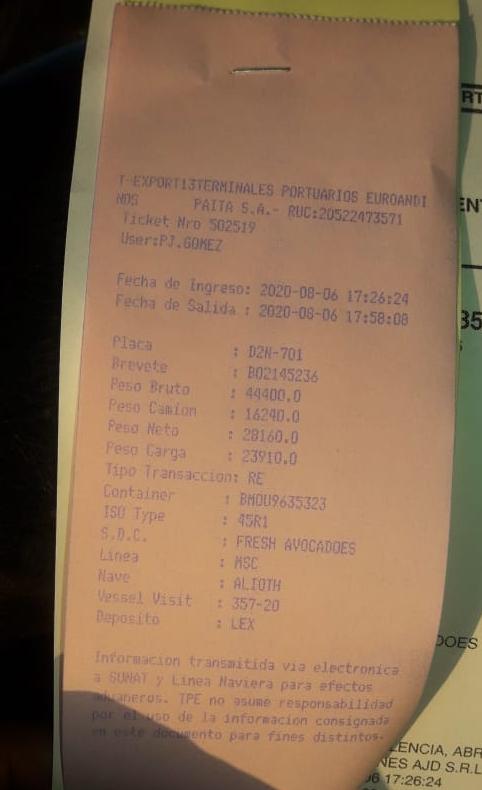 T-EXPORT13TERMINALES PORTUARIOS EUROANDI
NOS PAITA S.A.- RUC:20522473571
Ticket Nro 502519
User:PJ.GOMEZ
Fecha de Ingreso: 2020-08-06 17:26:24
Fecha de Salida : 2020-08-06 17:58:08
Placa : D2N-701
Brevete : B02145236
Peso Bruto : 44400.0
Peso Camion : 16240.0
Peso Neto : 28160.0
Peso Carga : 23910.0
Tipo Transaccion: RE
Container : BMOU9635323
ISO Type : 45R1
S.D.C. : FRESH AVOCADOES
Linea : MSC
Nave : ALIOTH
Vessel Visit : 357-20
Deposito : LEX
Informacion transmitida via electronica
a SUNAT y Linea Naviera para efectos
aduaneros. TPE no asume responsabilidad
por el uso de la informacion consignada
en este documento para fines distintos.
RT
ENT
35
DOES
LENCIA, ABR
NES AJD S.R.L
06 17:26:24